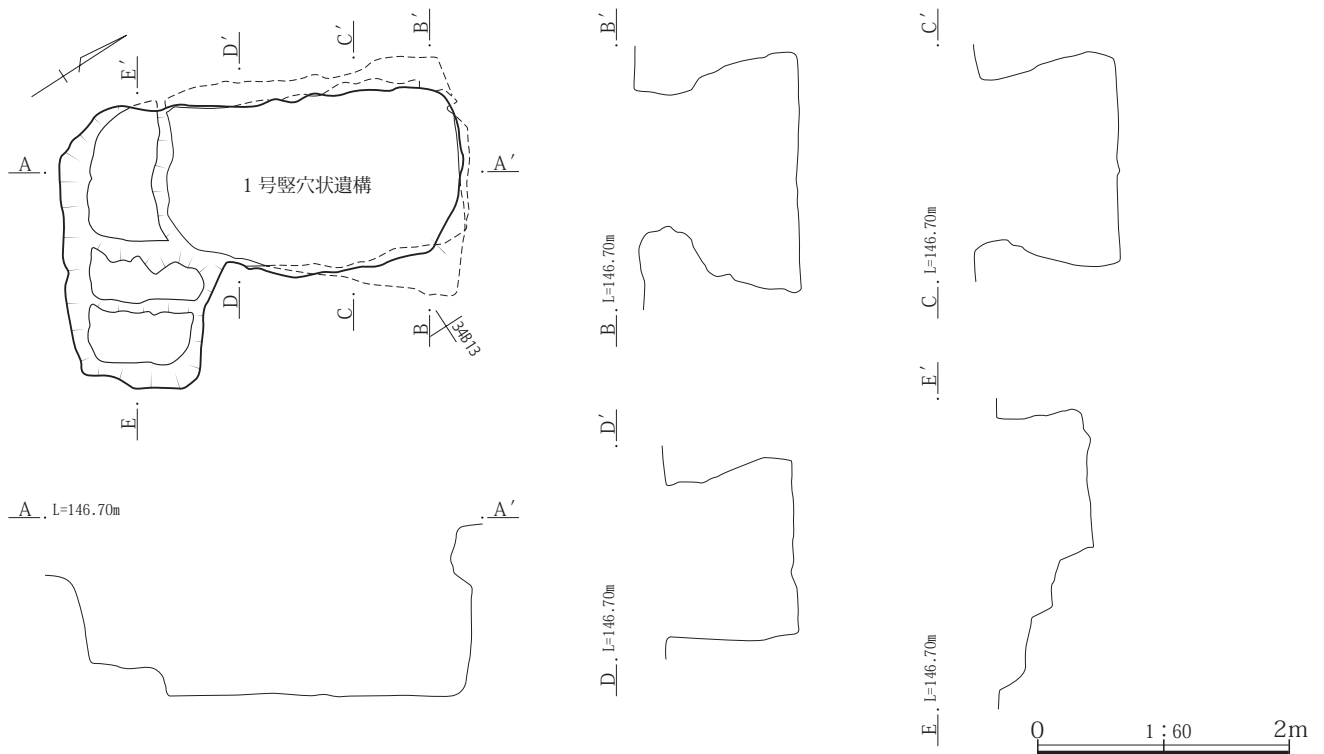 B′
C′
D′
E′
A
A′
1 号竪穴状遺構
D
C
B
34B13
E
A L=146.70m
A′
B′
B L=146.70m
C′
C L=146.70m
D′
D L=146.70m
E′
E L=146.70m
0 1：60 2m